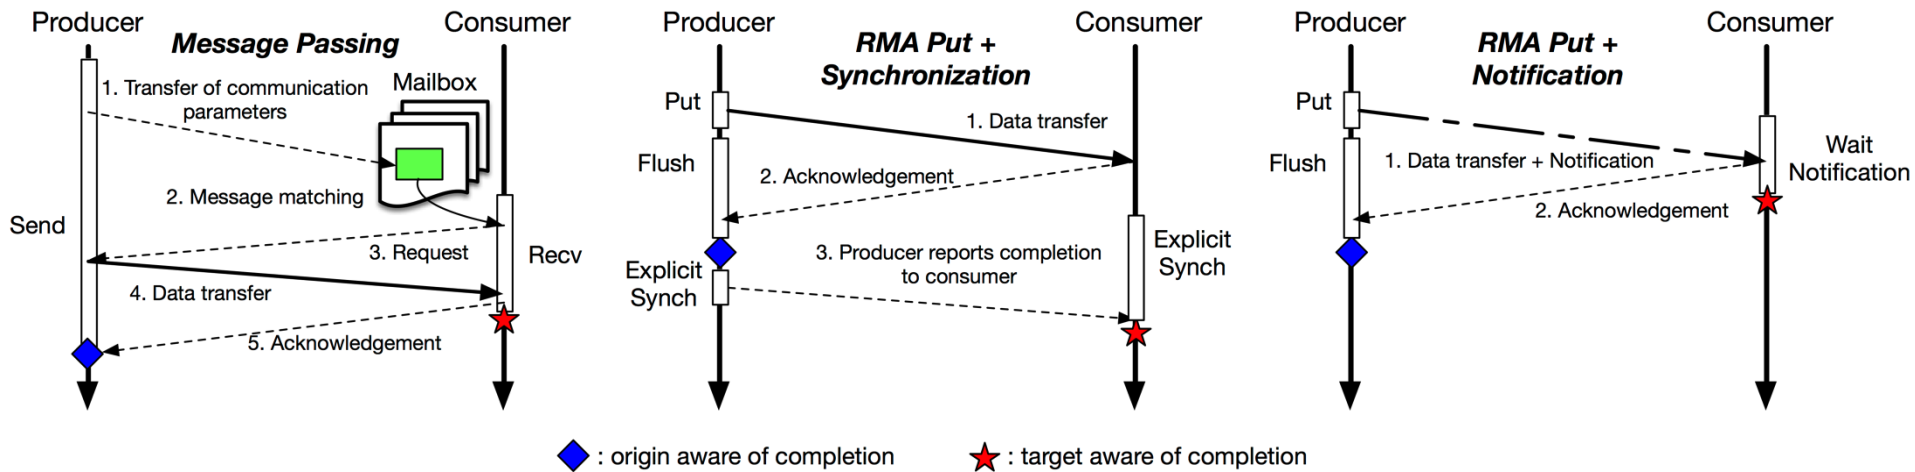 Producer
Consumer
Message Passing
1. Transfer of communication
parameters
Mailbox
2. Message matching
Send
3. Request
Recv
4. Data transfer
5. Acknowledgement
Producer
Consumer
RMA Put +
Synchronization
Put
1. Data transfer
Flush
2. Acknowledgement
3. Producer reports completion
to consumer
Explicit
Synch
Explicit
Synch
Producer
Consumer
RMA Put +
Notification
Put
Flush
1. Data transfer + Notification
Wait
Notification
2. Acknowledgement
: origin aware of completion
: target aware of completion